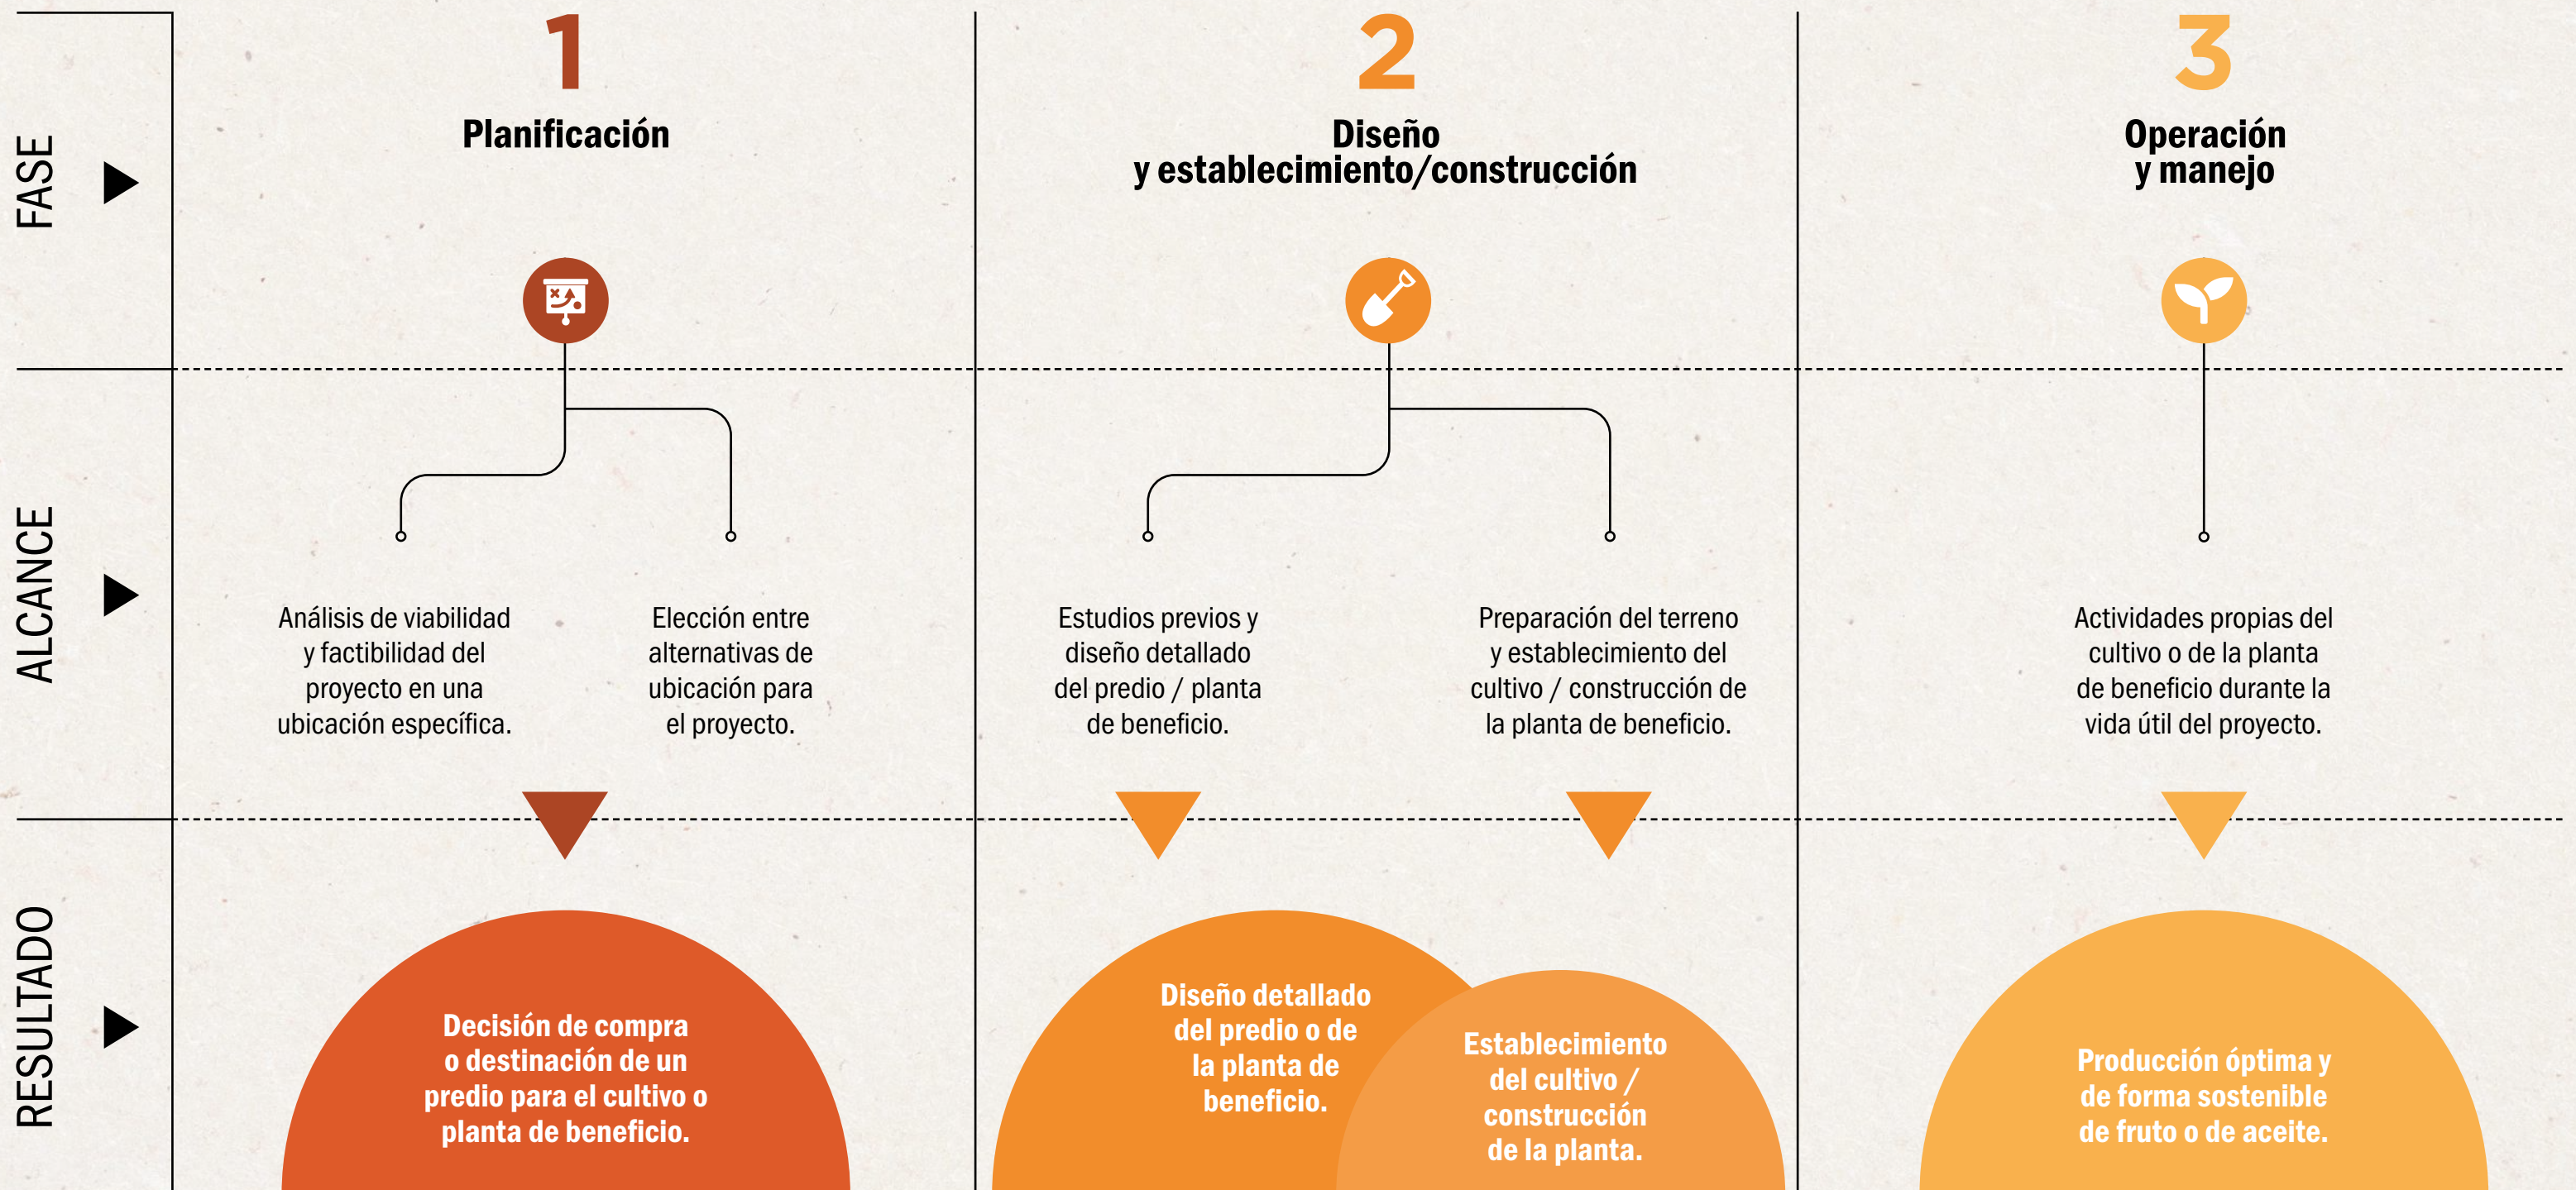 FASE
1
Planificación
2
Diseño
y establecimiento/construcción
3
Operación
y manejo
ALCANCE
Análisis de viabilidad
y factibilidad del
proyecto en una
ubicación específica.
Elección entre
alternativas de
ubicación para
el proyecto.
Estudios previos y
diseño detallado
del predio / planta
de beneficio.
Preparación del terreno
y establecimiento del
cultivo / construcción de
la planta de beneficio.
Actividades propias del
cultivo o de la planta
de beneficio durante la
vida útil del proyecto.
RESULTADO
Decisión de compra
o destinación de un
predio para el cultivo o
planta de beneficio.
Diseño detallado
del predio o de
la planta de
beneficio.
Establecimiento
del cultivo /
construcción
de la planta.
Producción óptima y
de forma sostenible
de fruto o de aceite.